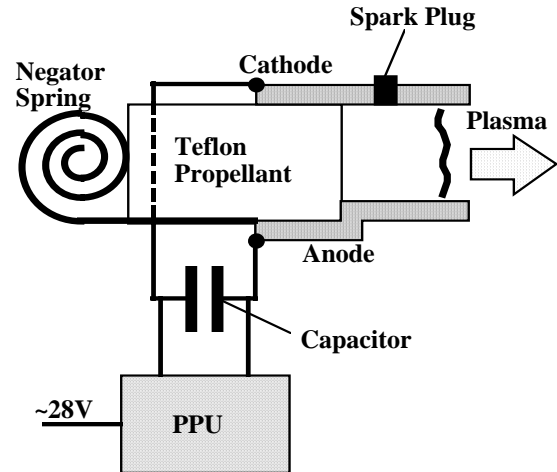 Spark Plug
Cathode
Negator
Spring
Plasma
Teflon
Propellant
Anode
Capacitor
~28V
PPU